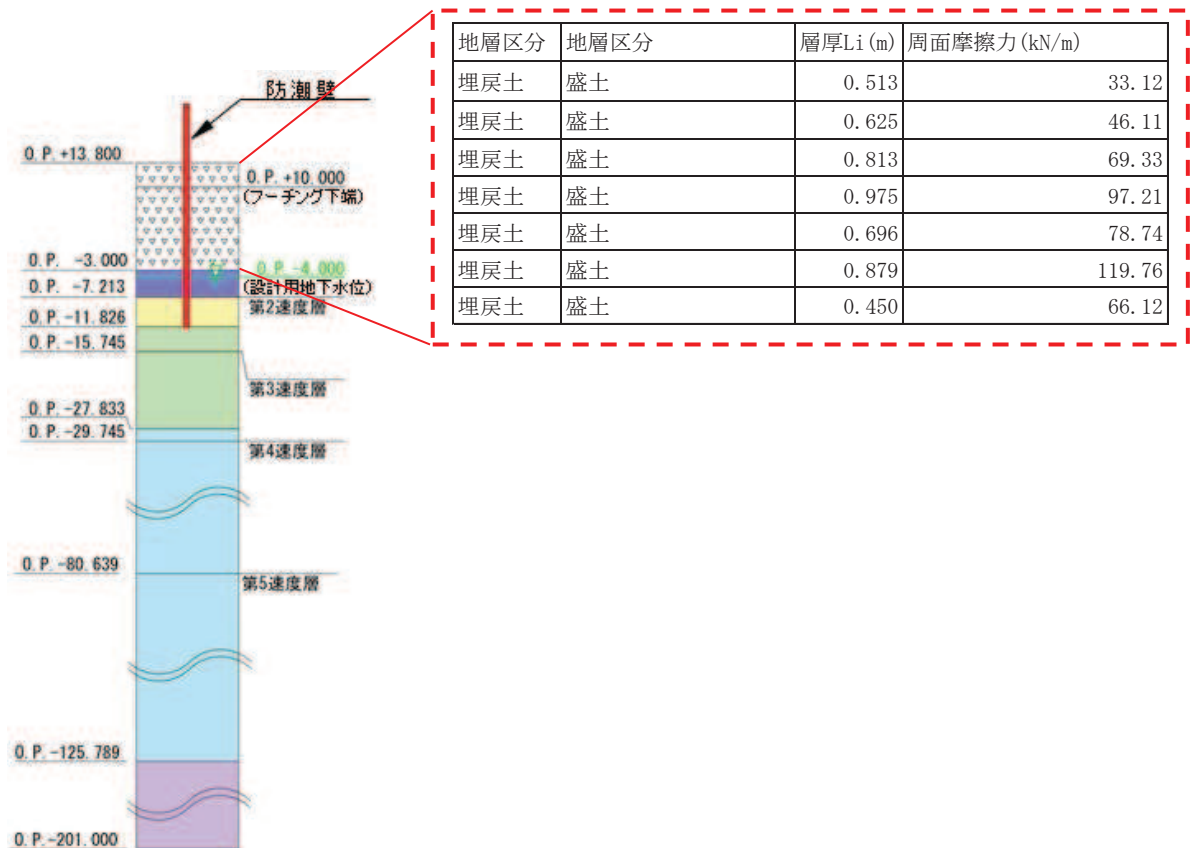 地層区分 地層区分 層厚Li(m) 周面摩擦力(kN/m)
埋戻土 盛土 0.513 33.12
埋戻土 盛土 0.625 46.11
埋戻土 盛土 0.813 69.33
埋戻土 盛土 0.975 97.21
埋戻土 盛土 0.696 78.74
埋戻土 盛土 0.879 119.76
埋戻土 盛土 0.450 66.12
防潮壁
O.P.+13.800
O.P.+10.000
(フーチング下端)
O.P. -3.000
O.P. -4.000
(設計用地下水位)
O.P. -7.213
第2速度層
O.P.-11.826
O.P.-15.745
第3速度層
O.P.-27.833
O.P.-29.745
第4速度層
O.P.-80.639
第5速度層
O.P.-125.789
O.P.-201.000